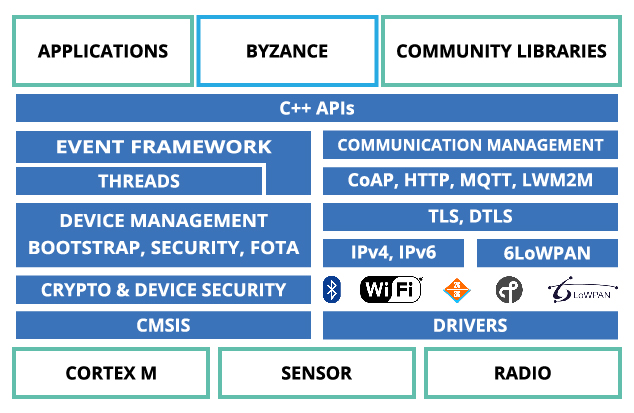 APPLICATIONS
BYZANCE
COMMUNITY LIBRARIES
C++ APIs
EVENT FRAMEWORK
THREADS
DEVICE MANAGEMENT
BOOTSTRAP, SECURITY, FOTA
CRYPTO & DEVICE SECURITY
CMSIS
COMMUNICATION MANAGEMENT
CoAP, HTTP, MQTT, LWM2M
TLS, DTLS
IPv4, IPv6
6LoWPAN
WiFi
6LoWPAN
DRIVERS
CORTEX M
SENSOR
RADIO